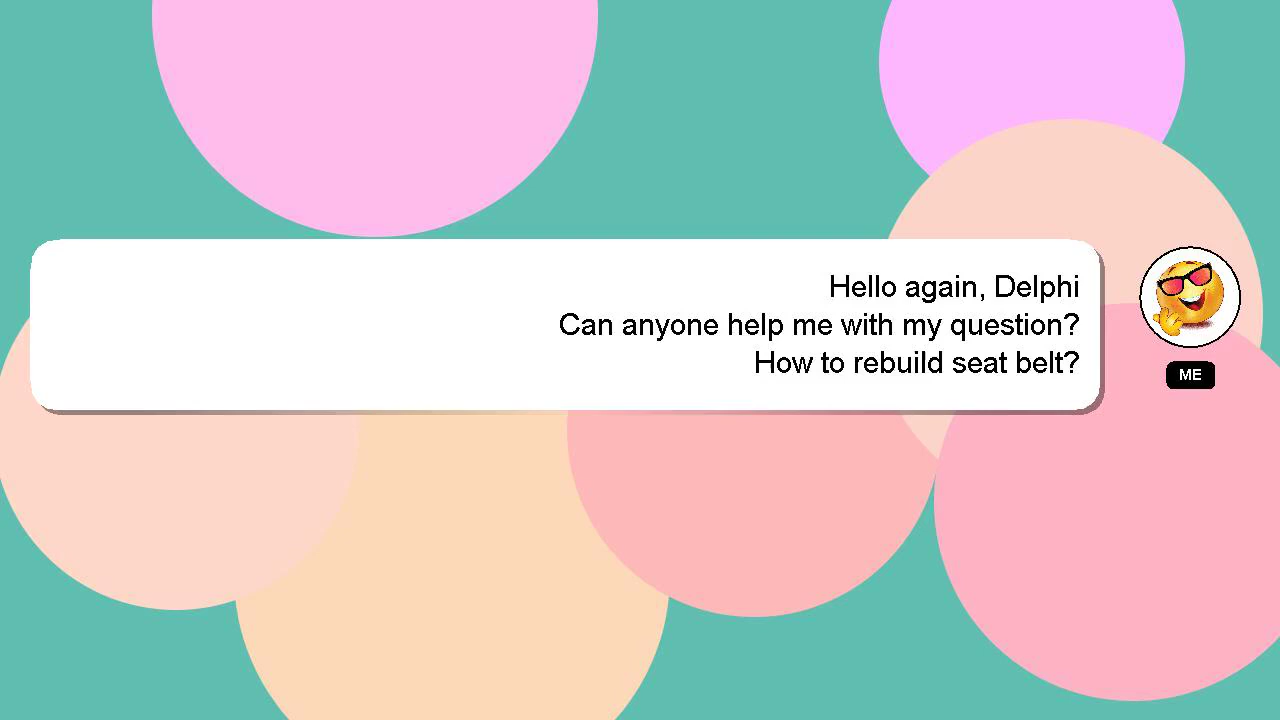 Hello again, Delphi
Can anyone help me with my question?
How to rebuild seat belt?
ME